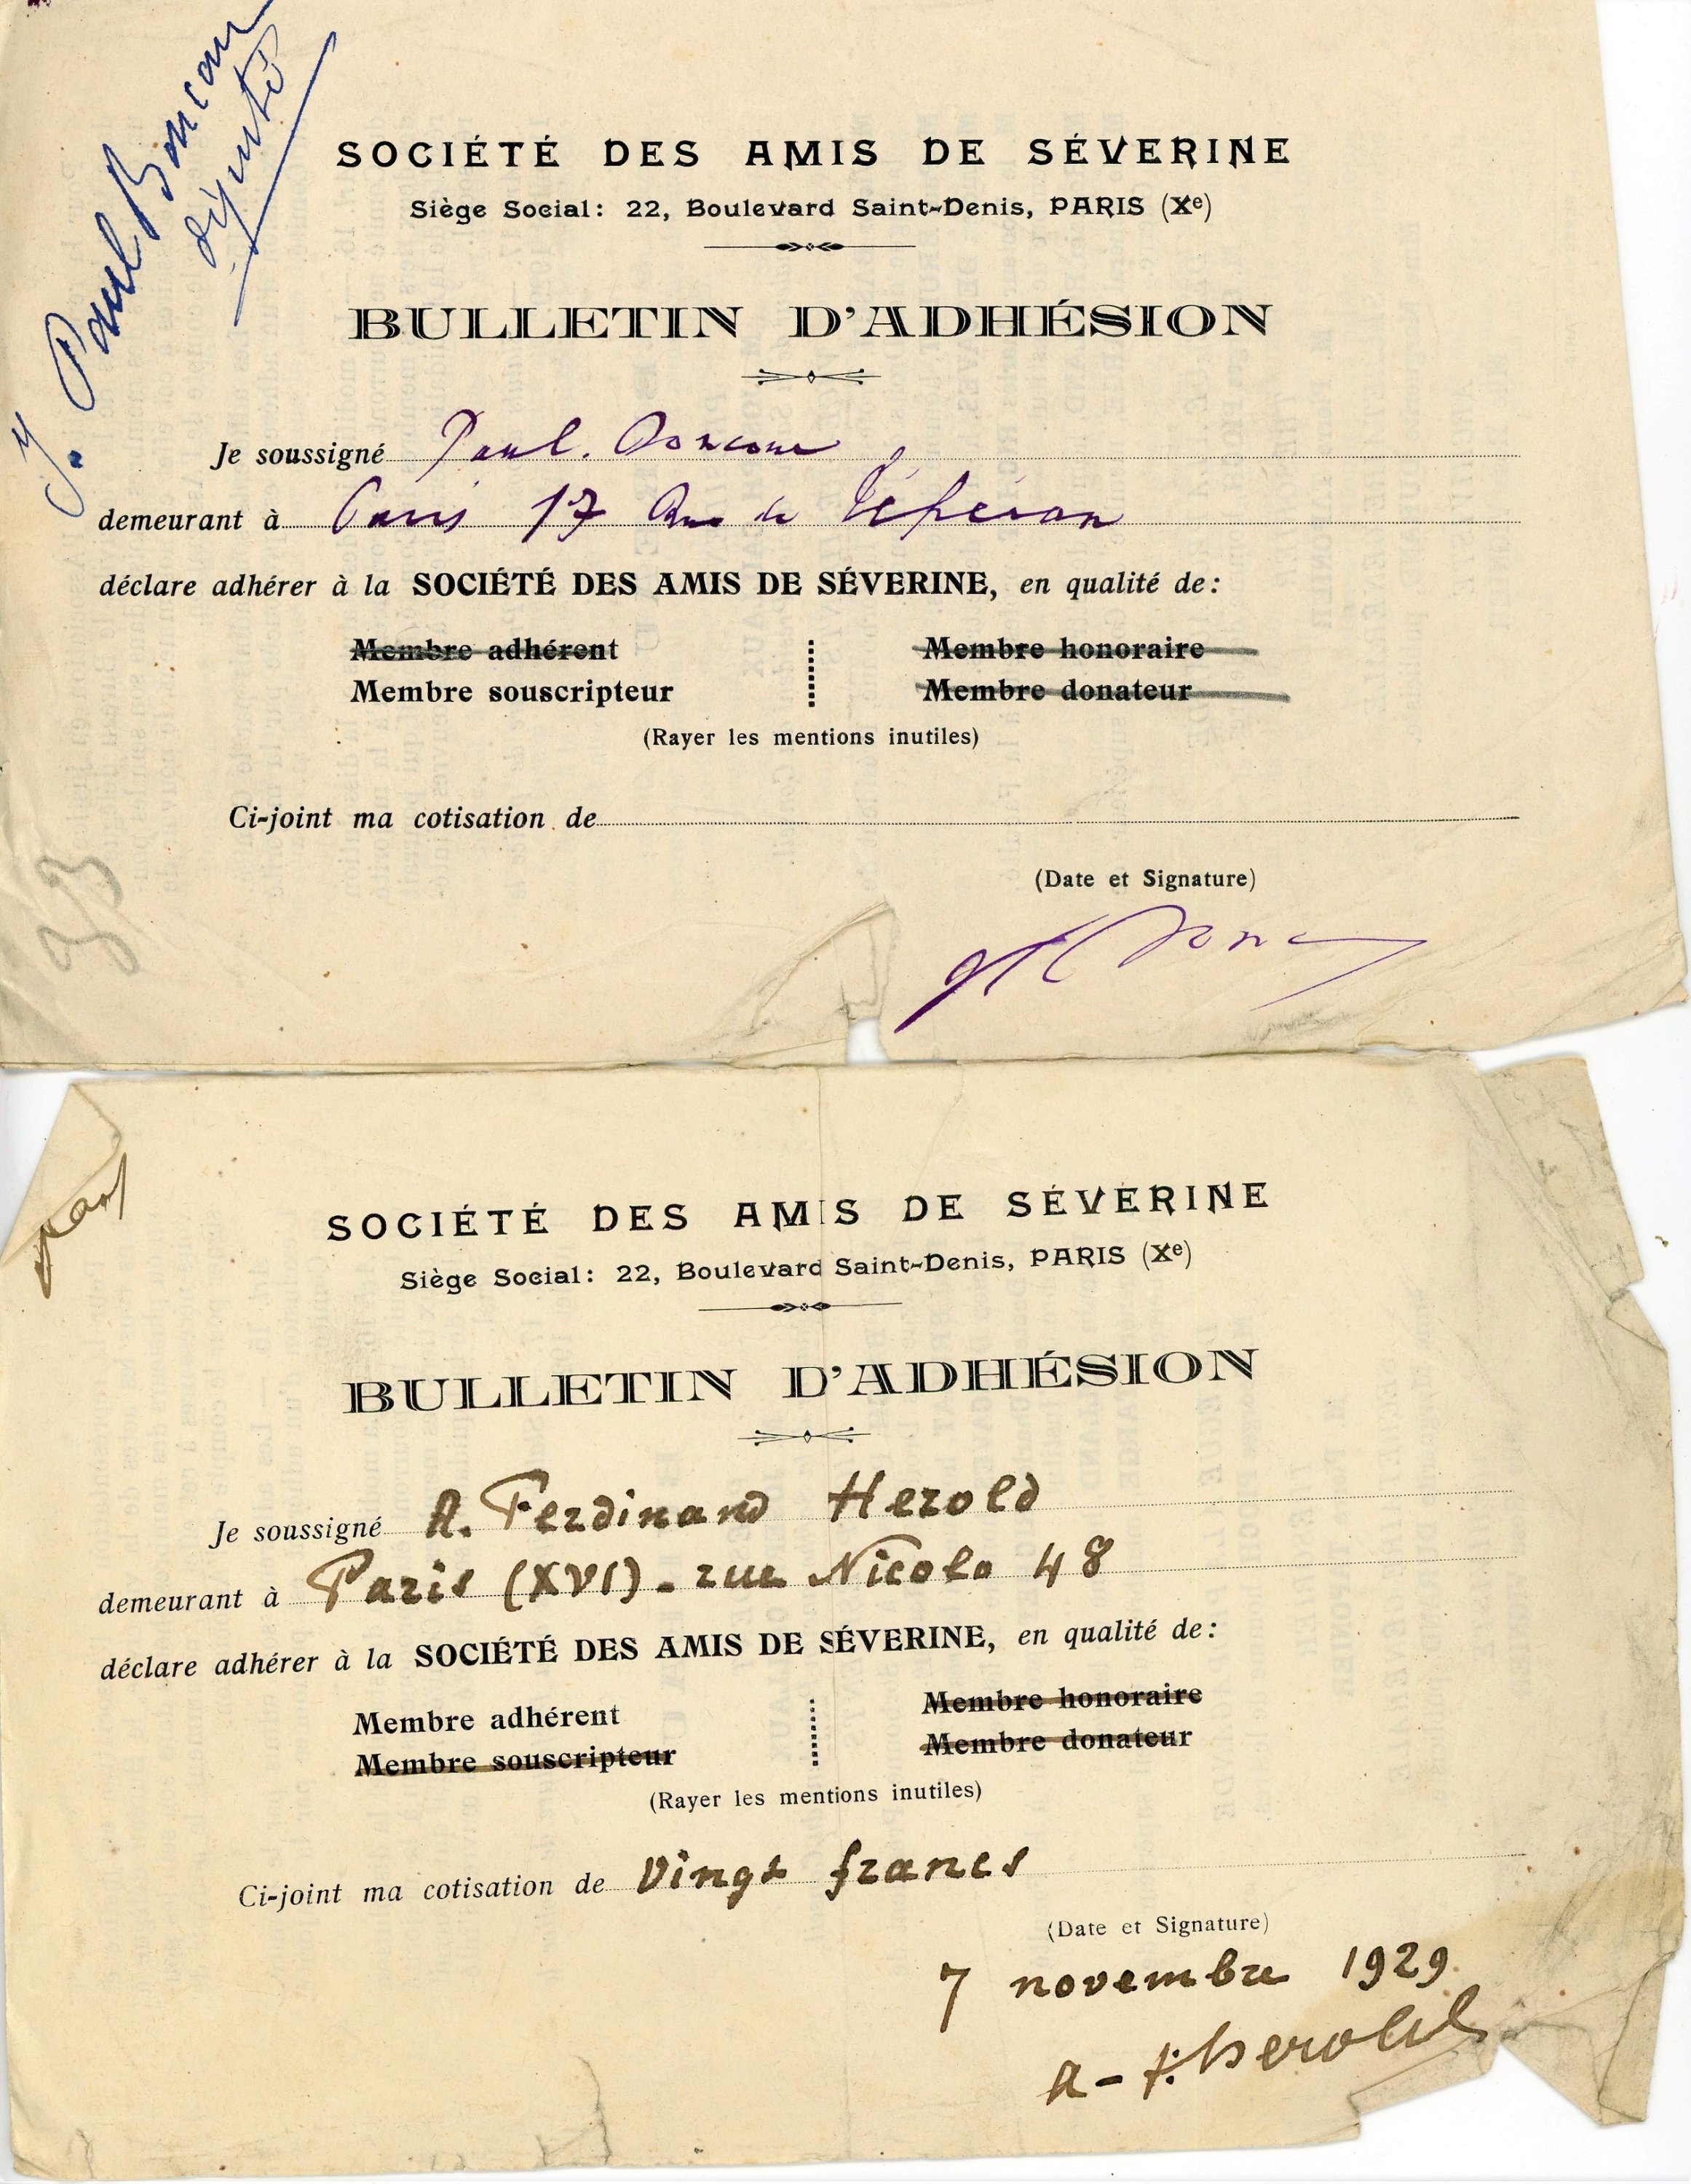 J. Paul Boncour
député
SOCIÉTÉ DES AMIS DE SÉVERINE
Siège Social: 22, Boulevard Saint-Denis, PARIS (Xe)
BULLETIN D'ADHÉSION
Je soussigné Paul. Boncour
demeurant à Paris 17 Rue de Téhéran
déclare adhérer à la SOCIÉTÉ DES AMIS DE SÉVERINE, en qualité de:
Membre adhérent Membre honoraire
Membre souscripteur Membre donateur
(Rayer les mentions inutiles)
Ci-joint ma cotisation de
(Date et Signature)
SOCIÉTÉ DES AMIS DE SÉVERINE
Siège Social: 22, Boulevard Saint-Denis, PARIS (Xe)
BULLETIN D'ADHÉSION
Je soussigné A. Ferdinand Herold
demeurant à Paris (XVI) - rue Nicolo 48
déclare adhérer à la SOCIÉTÉ DES AMIS DE SÉVERINE, en qualité de:
Membre adhérent Membre honoraire
Membre souscripteur Membre donateur
(Rayer les mentions inutiles)
Ci-joint ma cotisation de Vingt francs
(Date et Signature)
7 novembre 1929.
A-f. herold